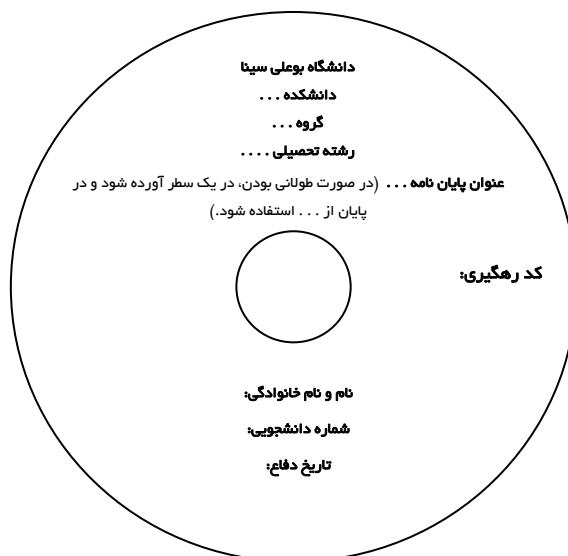 دانشگاه بوعلی سینا
دانشکده ...
گروه ...
رشته تحصیلی ....
عنوان پایان نامه ... (در صورت طولانی بودن، در یک سطر آورده شود و در
پایان از ... استفاده شود.)
کد رهگیری:
نام و نام خانوادگی:
شماره دانشجویی:
تاریخ دفاع: